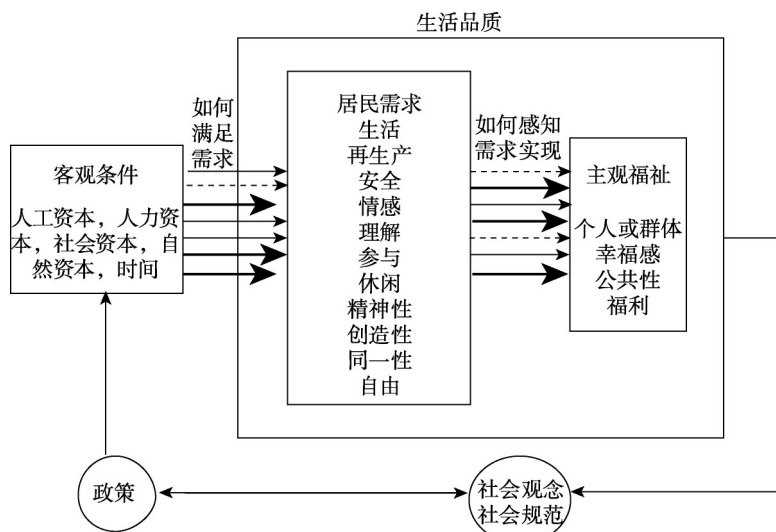 生活品质
如何
满足
需求
客观条件
人工资本，人力资
本，社会资本，自
然资本，时间
居民需求
生活
再生产
安全
情感
理解
参与
休闲
精神性
创造性
同一性
自由
如何感知
需求实现
主观福祉
个人或群体
幸福感
公共性
福利
政策
社会观念
社会规范